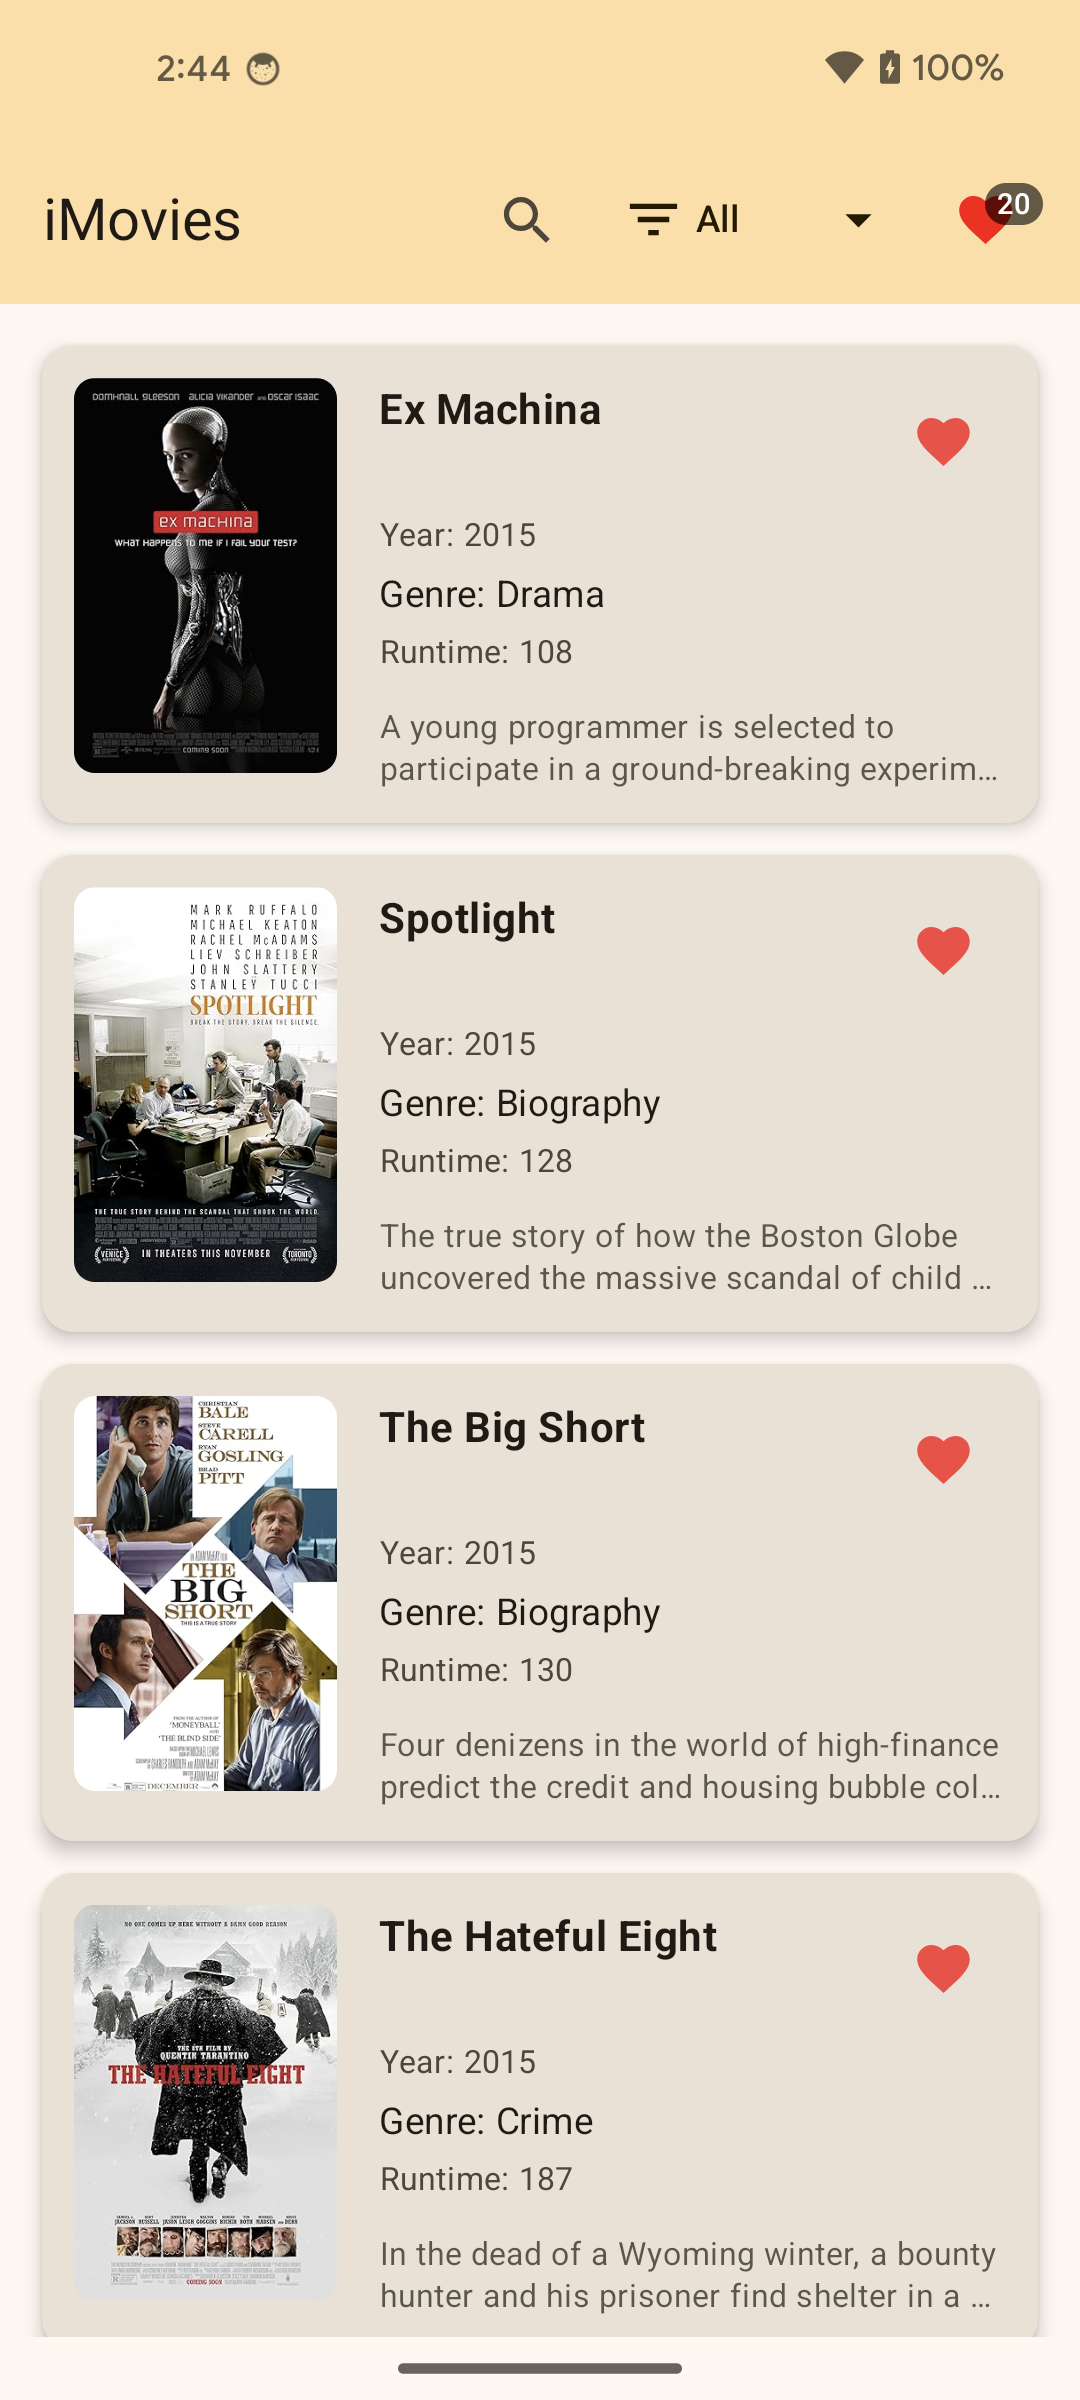 2:44
100%
iMovies
All
20
DOMHNALL GLEESON ALICIA VIKANDER AND OSCAR ISAAC
EX MACHINA
WHAT HAPPENS TO ME IF I FAIL YOUR TEST?
COMING SOON
Ex Machina
Year: 2015
Genre: Drama
Runtime: 108
A young programmer is selected to
participate in a ground-breaking experim...
MARK RUFFALO
MICHAEL KEATON
RACHEL McADAMS
LIEV SCHREIBER
JOHN SLATTERY
STANLEY TUCCI
SPOTLIGHT
BREAK THE STORY. BREAK THE SILENCE.
THE TRUE STORY BEHIND THE SCANDAL THAT SHOOK THE WORLD.
VENICE
IN THEATERS THIS NOVEMBER
TORONTO
Spotlight
Year: 2015
Genre: Biography
Runtime: 128
The true story of how the Boston Globe
uncovered the massive scandal of child ...
CHRISTIAN
BALE
STEVE
CARELL
RYAN
GOSLING
BRAD
PITT
THE
BIG
SHORT
THIS IS A TRUE STORY
FROM THE AUTHOR OF
'MONEYBALL'
AND
'THE BLIND SIDE'
DECEMBER
The Big Short
Year: 2015
Genre: Biography
Runtime: 130
Four denizens in the world of high-finance
predict the credit and housing bubble col...
NO ONE COMES UP HERE WITHOUT A DAMN GOOD REASON
THE 8TH FILM BY
QUENTIN TARANTINO
THE HATEFUL EIGHT
COMING SOON
The Hateful Eight
Year: 2015
Genre: Crime
Runtime: 187
In the dead of a Wyoming winter, a bounty
hunter and his prisoner find shelter in a ...